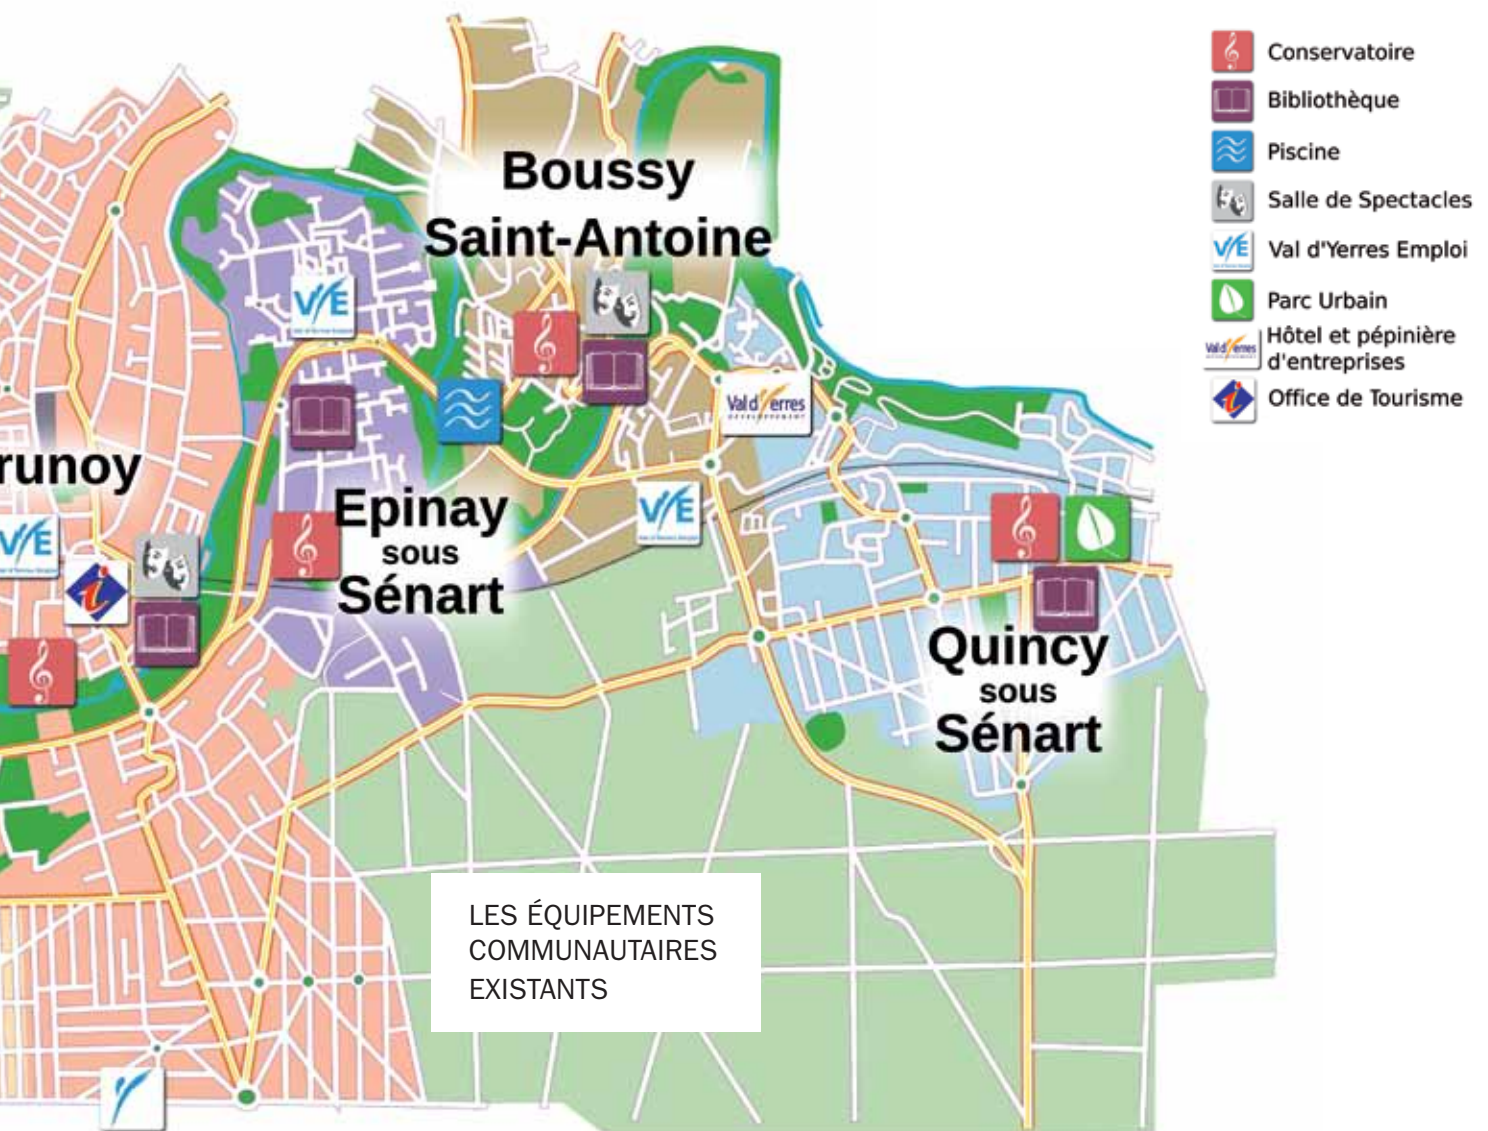 Conservatoire
Bibliothèque
Piscine
Salle de Spectacles
Val d'Yerres Emploi
Parc Urbain
Hôtel et pépinière
d'entreprises
Office de Tourisme
Boussy
Saint-Antoine
runoy
Epinay
sous
Sénart
Quincy
sous
Sénart
LES ÉQUIPEMENTS
COMMUNAUTAIRES
EXISTANTS